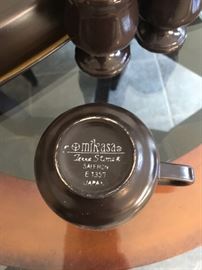 mikasa
Terra Stone
SAFFRON
E 1357
JAPAN